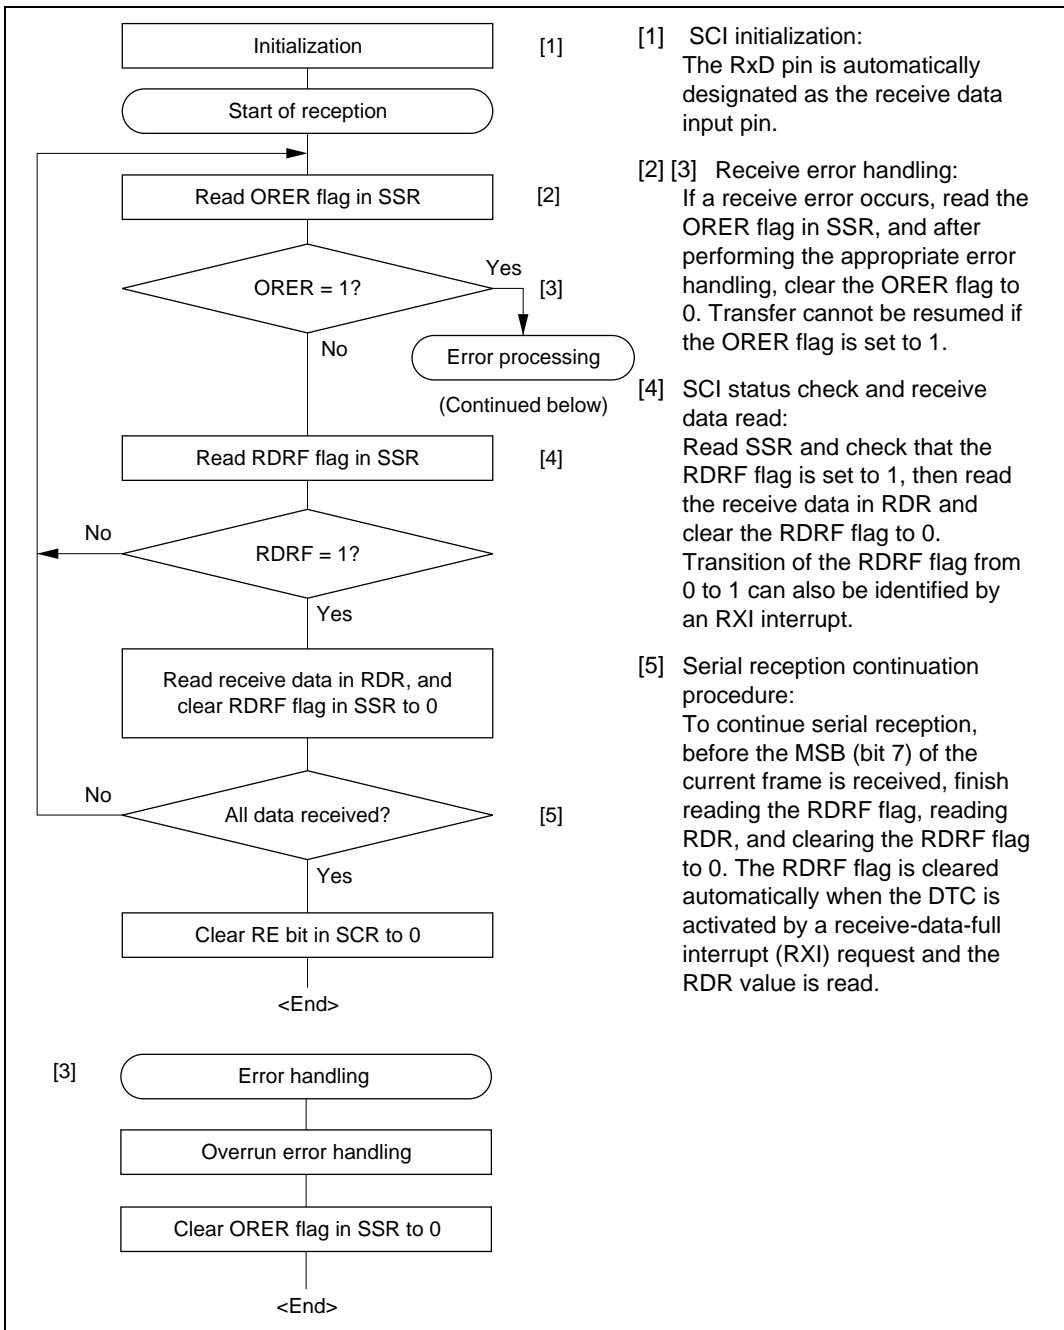 Initialization
[1]
Start of reception
Read ORER flag in SSR
[2]
ORER = 1?
Yes
[3]
No
Error processing
(Continued below)
Read RDRF flag in SSR
[4]
No
RDRF = 1?
Yes
Read receive data in RDR, and
clear RDRF flag in SSR to 0
No
All data received?
[5]
Yes
Clear RE bit in SCR to 0
<End>
[3]
Error handling
Overrun error handling
Clear ORER flag in SSR to 0
<End>
[1] SCI initialization:
The RxD pin is automatically
designated as the receive data
input pin.
[2] [3] Receive error handling:
If a receive error occurs, read the
ORER flag in SSR, and after
performing the appropriate error
handling, clear the ORER flag to
0. Transfer cannot be resumed if
the ORER flag is set to 1.
[4] SCI status check and receive
data read:
Read SSR and check that the
RDRF flag is set to 1, then read
the receive data in RDR and
clear the RDRF flag to 0.
Transition of the RDRF flag from
0 to 1 can also be identified by
an RXI interrupt.
[5] Serial reception continuation
procedure:
To continue serial reception,
before the MSB (bit 7) of the
current frame is received, finish
reading the RDRF flag, reading
RDR, and clearing the RDRF flag
to 0. The RDRF flag is cleared
automatically when the DTC is
activated by a receive-data-full
interrupt (RXI) request and the
RDR value is read.